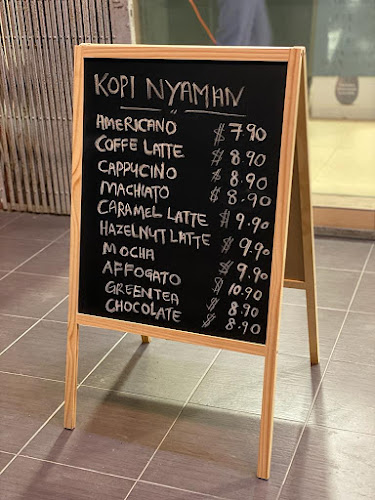 KOPI NYAMAN
AMERICANO $7.90
COFFE LATTE $8.90
CAPPUCINO $8.90
MACHIATO $8.90
CARAMEL LATTE $9.90
HAZELNUT LATTE $9.90
MOCHA $9.90
AFFOGATO $10.90
GREENTEA $8.90
CHOCOLATE $8.90